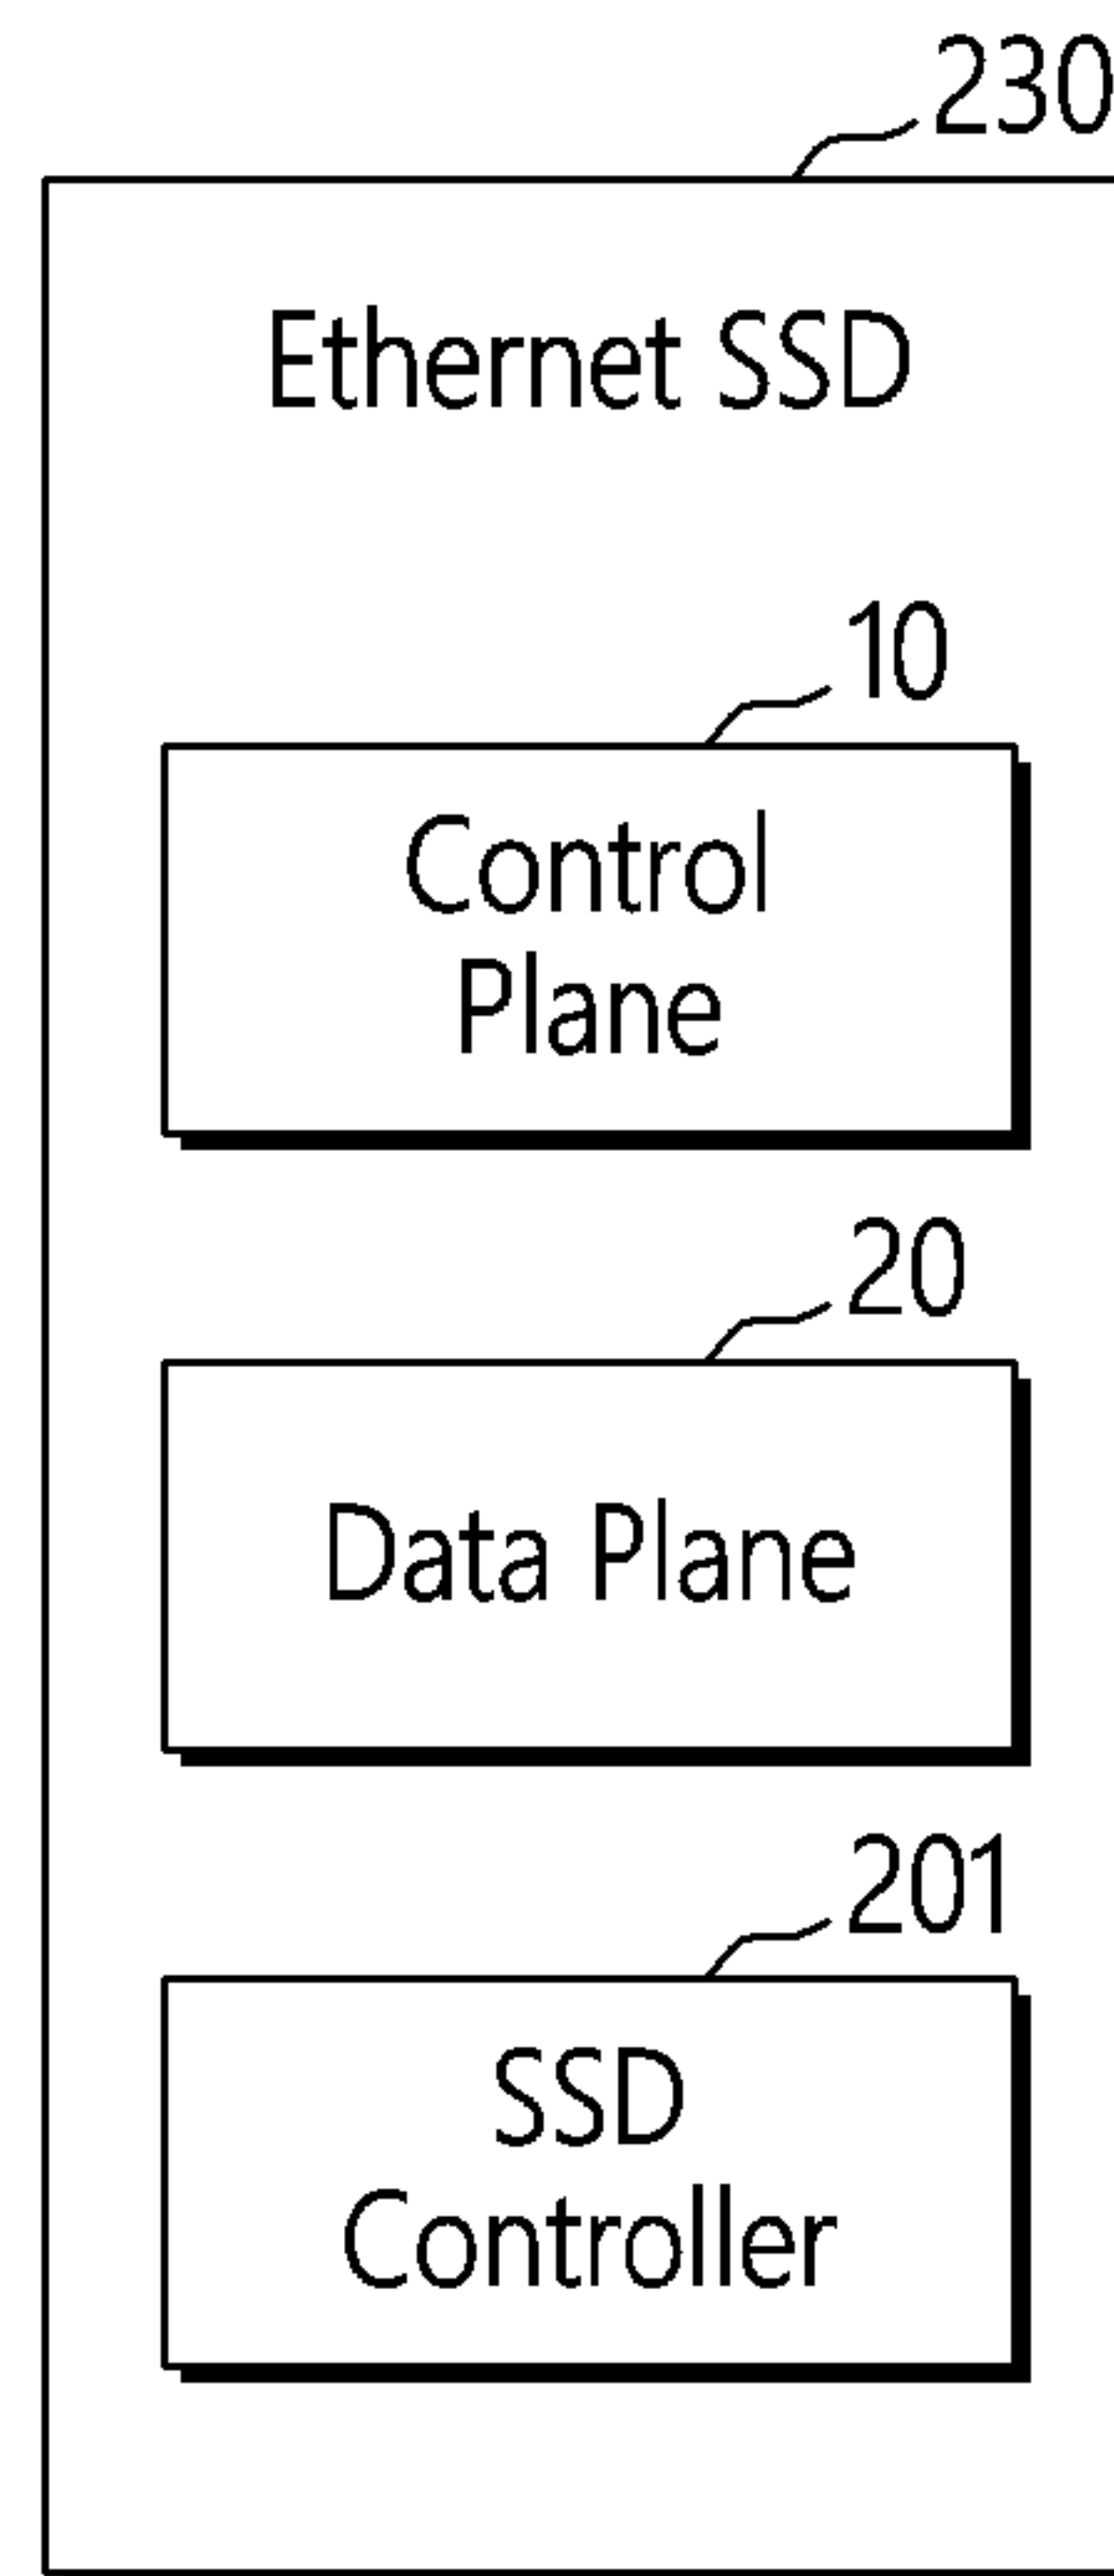 230
Ethernet SSD
10
Control
Plane
20
Data Plane
201
SSD
Controller